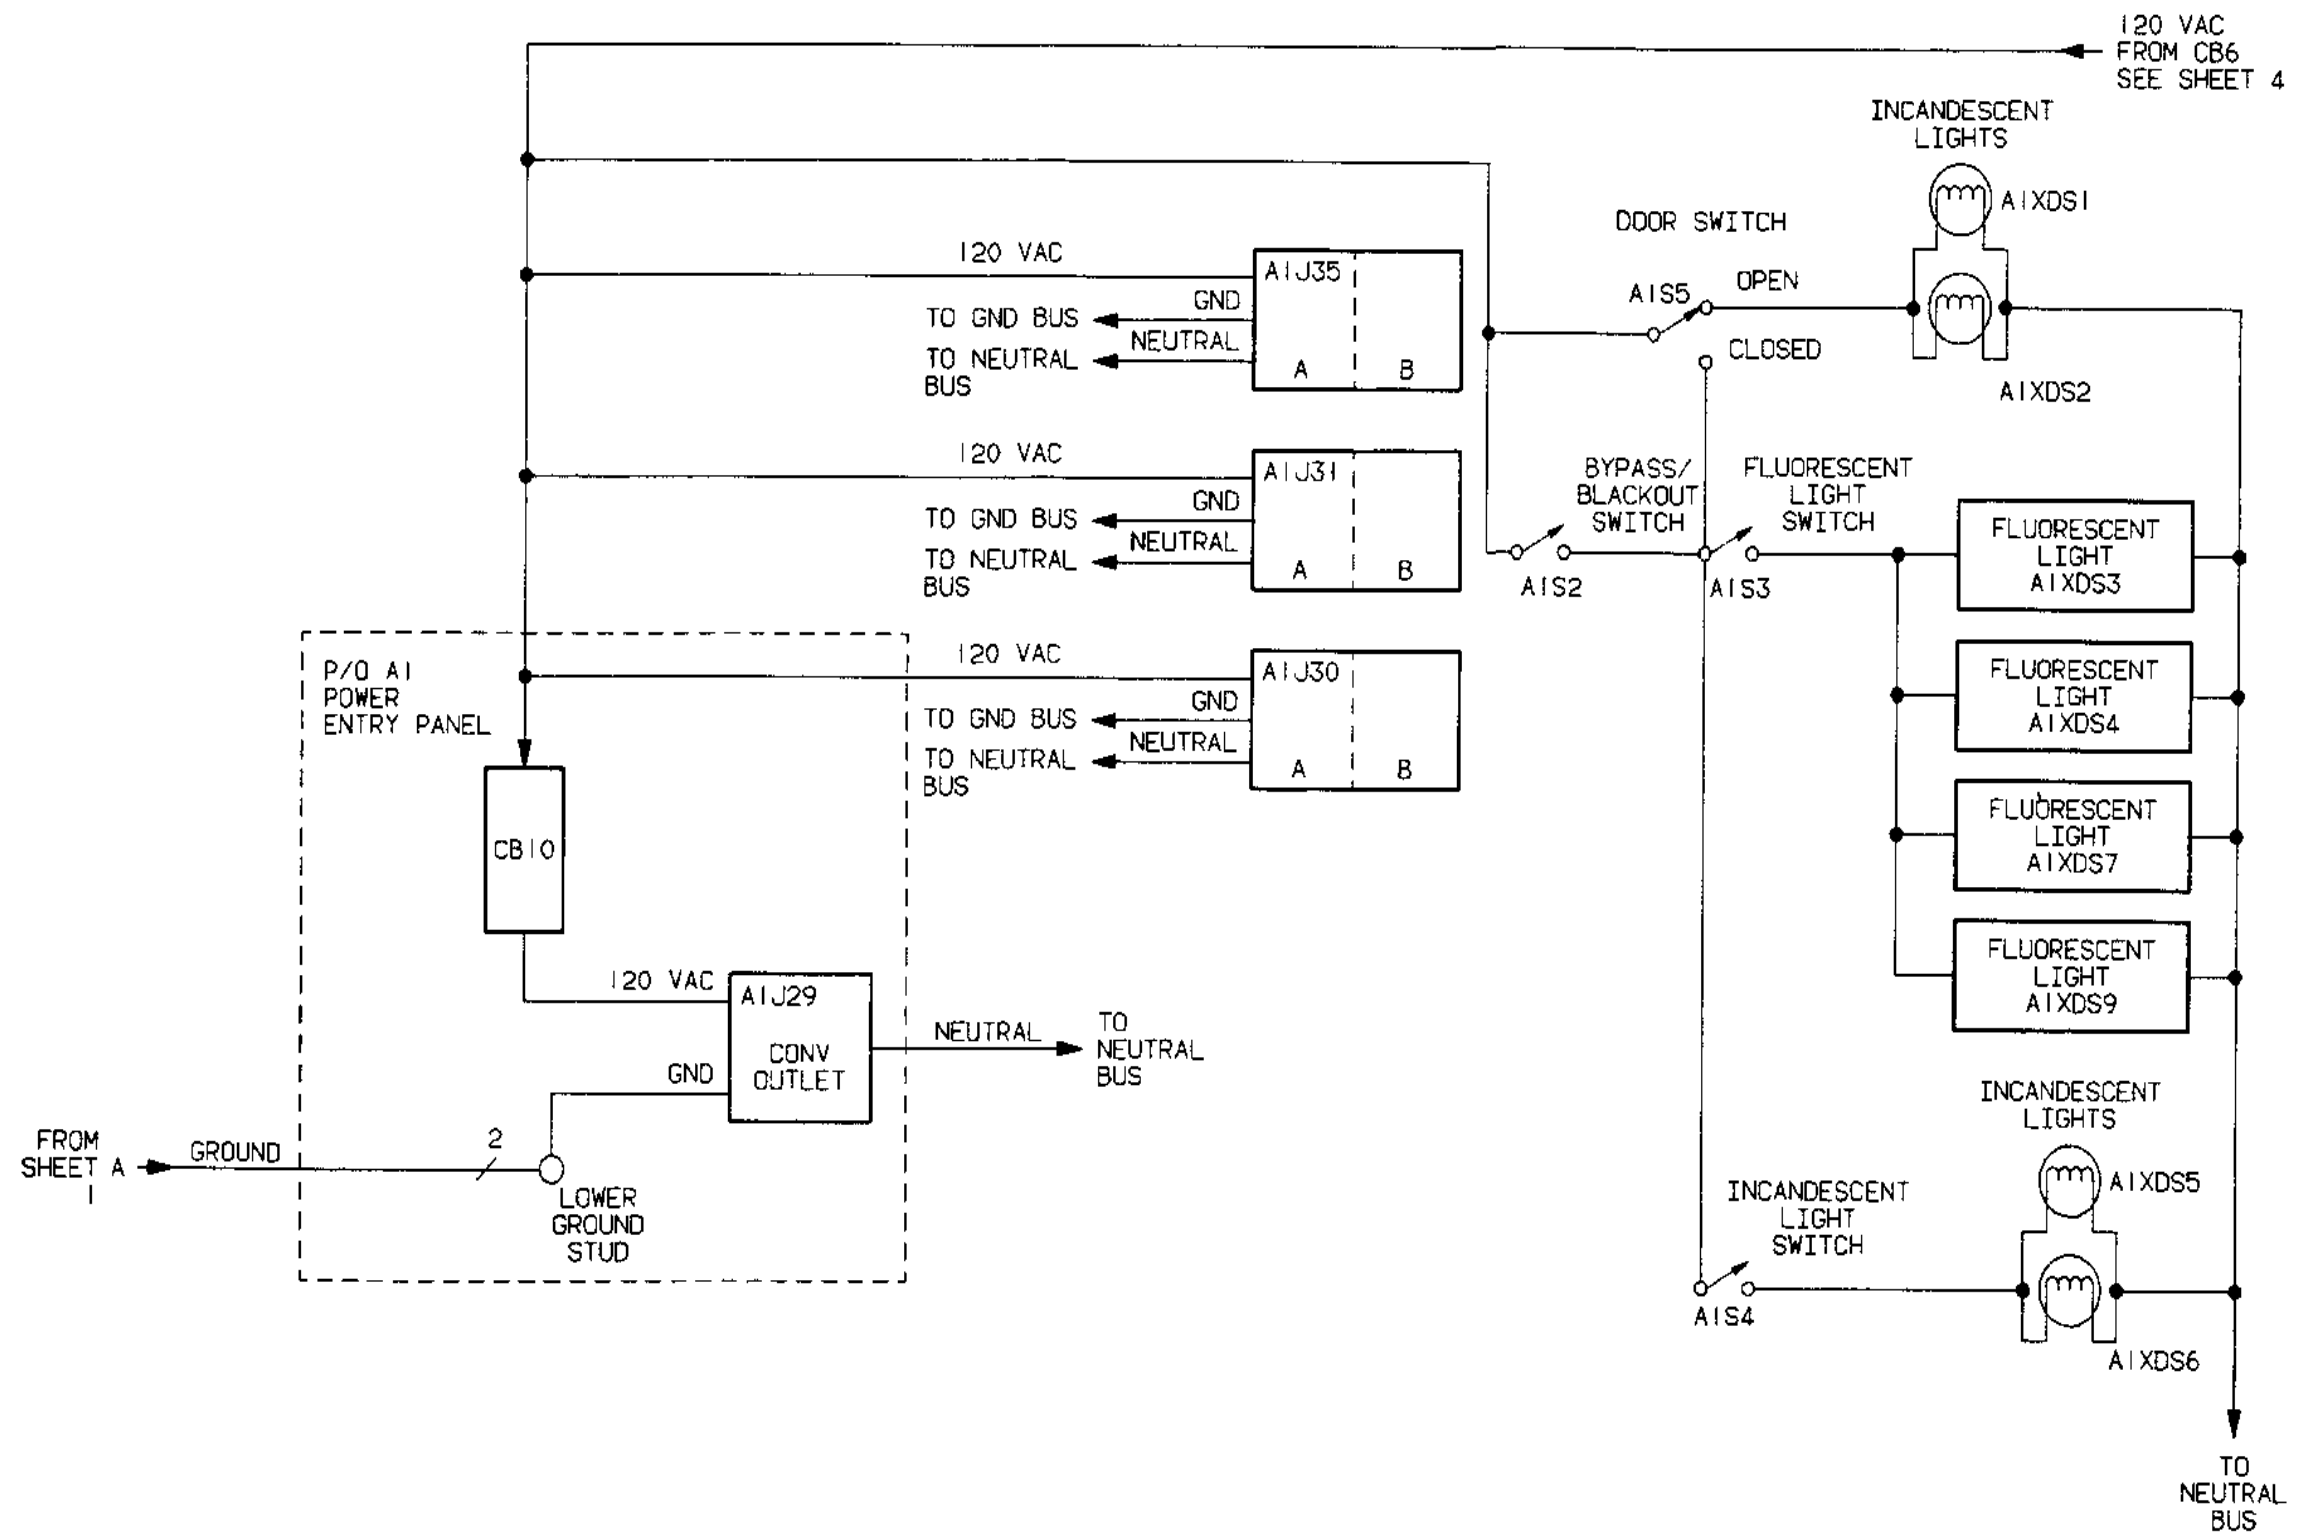 120 VAC
FROM CB6
SEE SHEET 4
INCANDESCENT
LIGHTS
A1XDS1
DOOR SWITCH
A1S5
OPEN
CLOSED
A1XDS2
120 VAC
A1J35
GND
TO GND BUS
NEUTRAL
TO NEUTRAL
BUS
A
B
120 VAC
A1J31
GND
TO GND BUS
NEUTRAL
TO NEUTRAL
BUS
A
B
BYPASS/
BLACKOUT
SWITCH
A1S2
FLUORESCENT
LIGHT
SWITCH
A1S3
FLUORESCENT
LIGHT
A1XDS3
FLUORESCENT
LIGHT
A1XDS4
FLUORESCENT
LIGHT
A1XDS7
FLUORESCENT
LIGHT
A1XDS9
P/O A1
POWER
ENTRY PANEL
120 VAC
A1J30
GND
TO GND BUS
NEUTRAL
TO NEUTRAL
BUS
A
B
CB10
120 VAC
A1J29
CONV
OUTLET
GND
NEUTRAL
TO
NEUTRAL
BUS
FROM
SHEET A
1
GROUND
2
LOWER
GROUND
STUD
INCANDESCENT
LIGHTS
A1XDS5
INCANDESCENT
LIGHT
SWITCH
A1S4
A1XDS6
TO
NEUTRAL
BUS